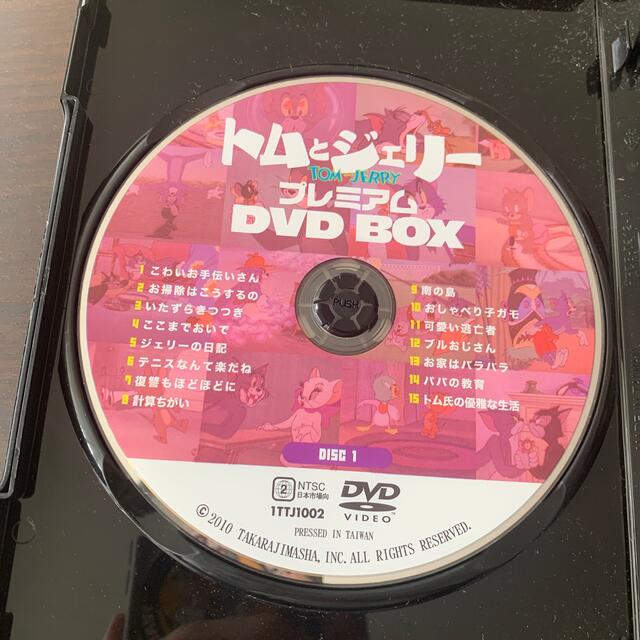 トムとジェリー
TOM and JERRY
プレミアム
DVD BOX
1 こわいお手伝いさん
2 お掃除はこうするの
3 いたずらきつつき
4 ここまでおいで
5 ジェリーの日記
6 テニスなんて楽だね
7 復讐もほどほどに
8 計算ちがい
PUSH
9 南の島
10 おしゃべり子ガモ
11 可愛い逃亡者
12 ブルおじさん
13 お家はバラバラ
14 パパの教育
15 トム氏の優雅な生活
DISC 1
2 NTSC
日本市場向
1TTJ1002
DVD
VIDEO
PRESSED IN TAIWAN
©2010 TAKARAJIMASHA, INC. ALL RIGHTS RESERVED.